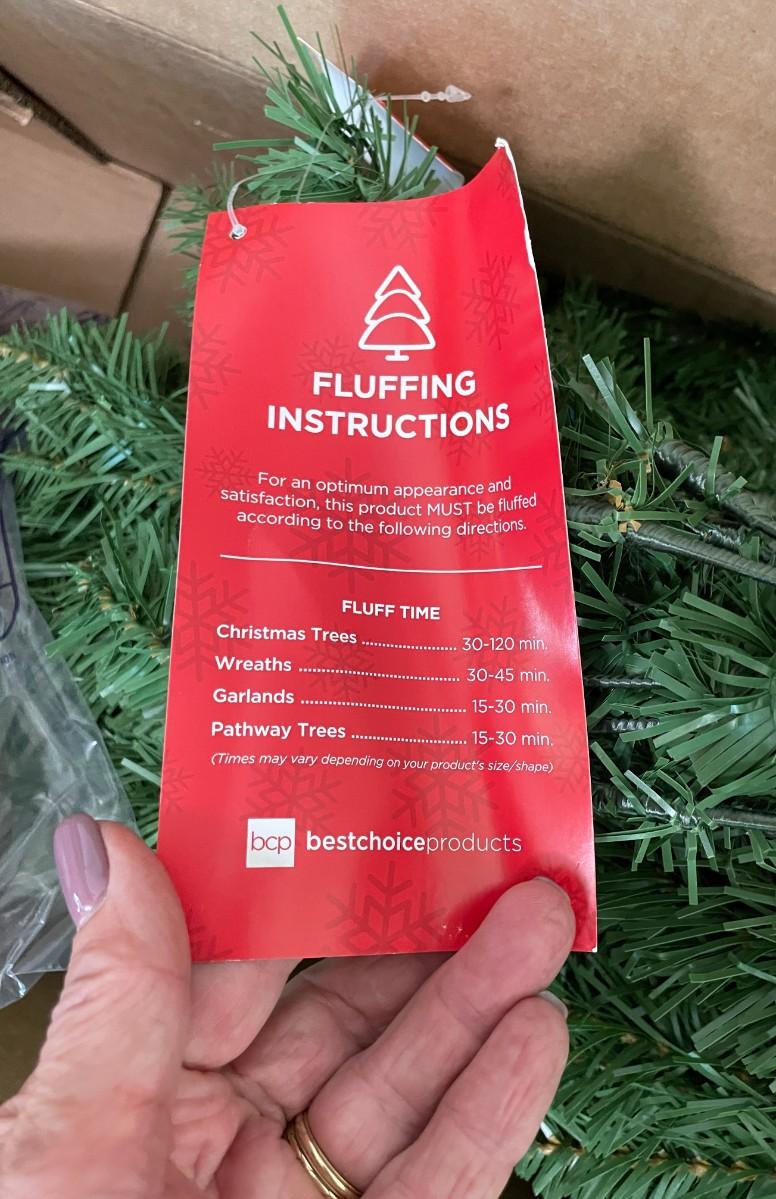 FLUFFING
INSTRUCTIONS
For an optimum appearance and
satisfaction, this product MUST be fluffed
according to the following directions.
FLUFF TIME
Christmas Trees ........................ 30-120 min.
Wreaths ........................................ 30-45 min.
Garlands ......................................... 15-30 min.
Pathway Trees ............................. 15-30 min.
(Times may vary depending on your product's size/shape)
bcp bestchoiceproducts